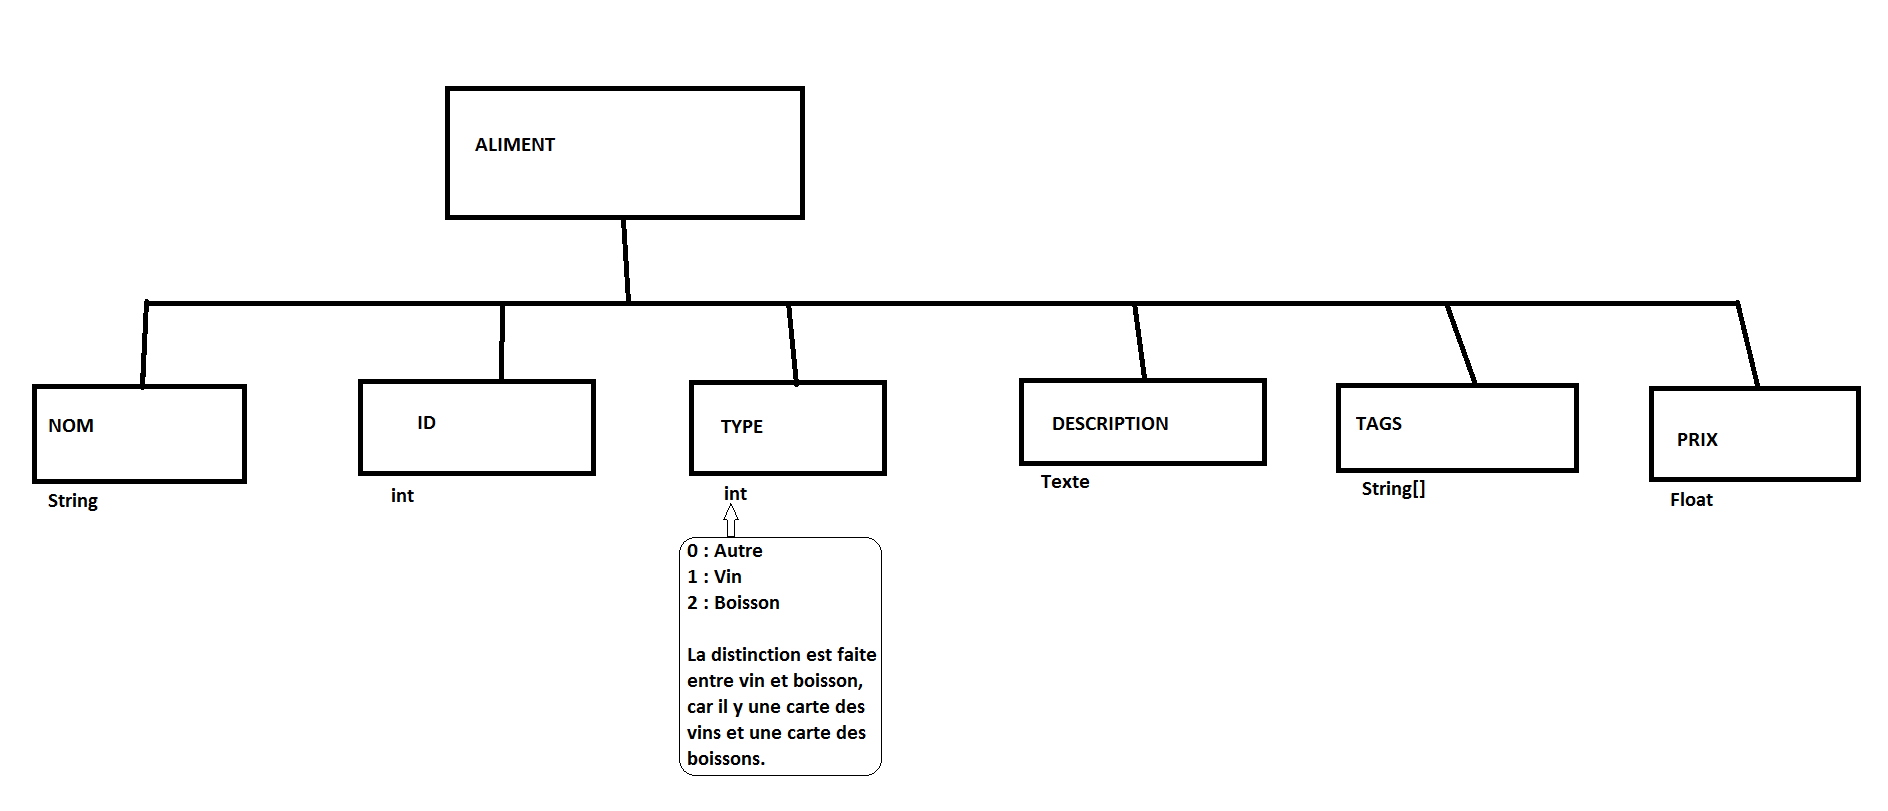 ALIMENT
NOM
ID
TYPE
DESCRIPTION
TAGS
PRIX
String
int
int
Texte
String[]
Float
0 : Autre
1 : Vin
2 : Boisson
La distinction est faite
entre vin et boisson,
car il y une carte des
vins et une carte des
boissons.